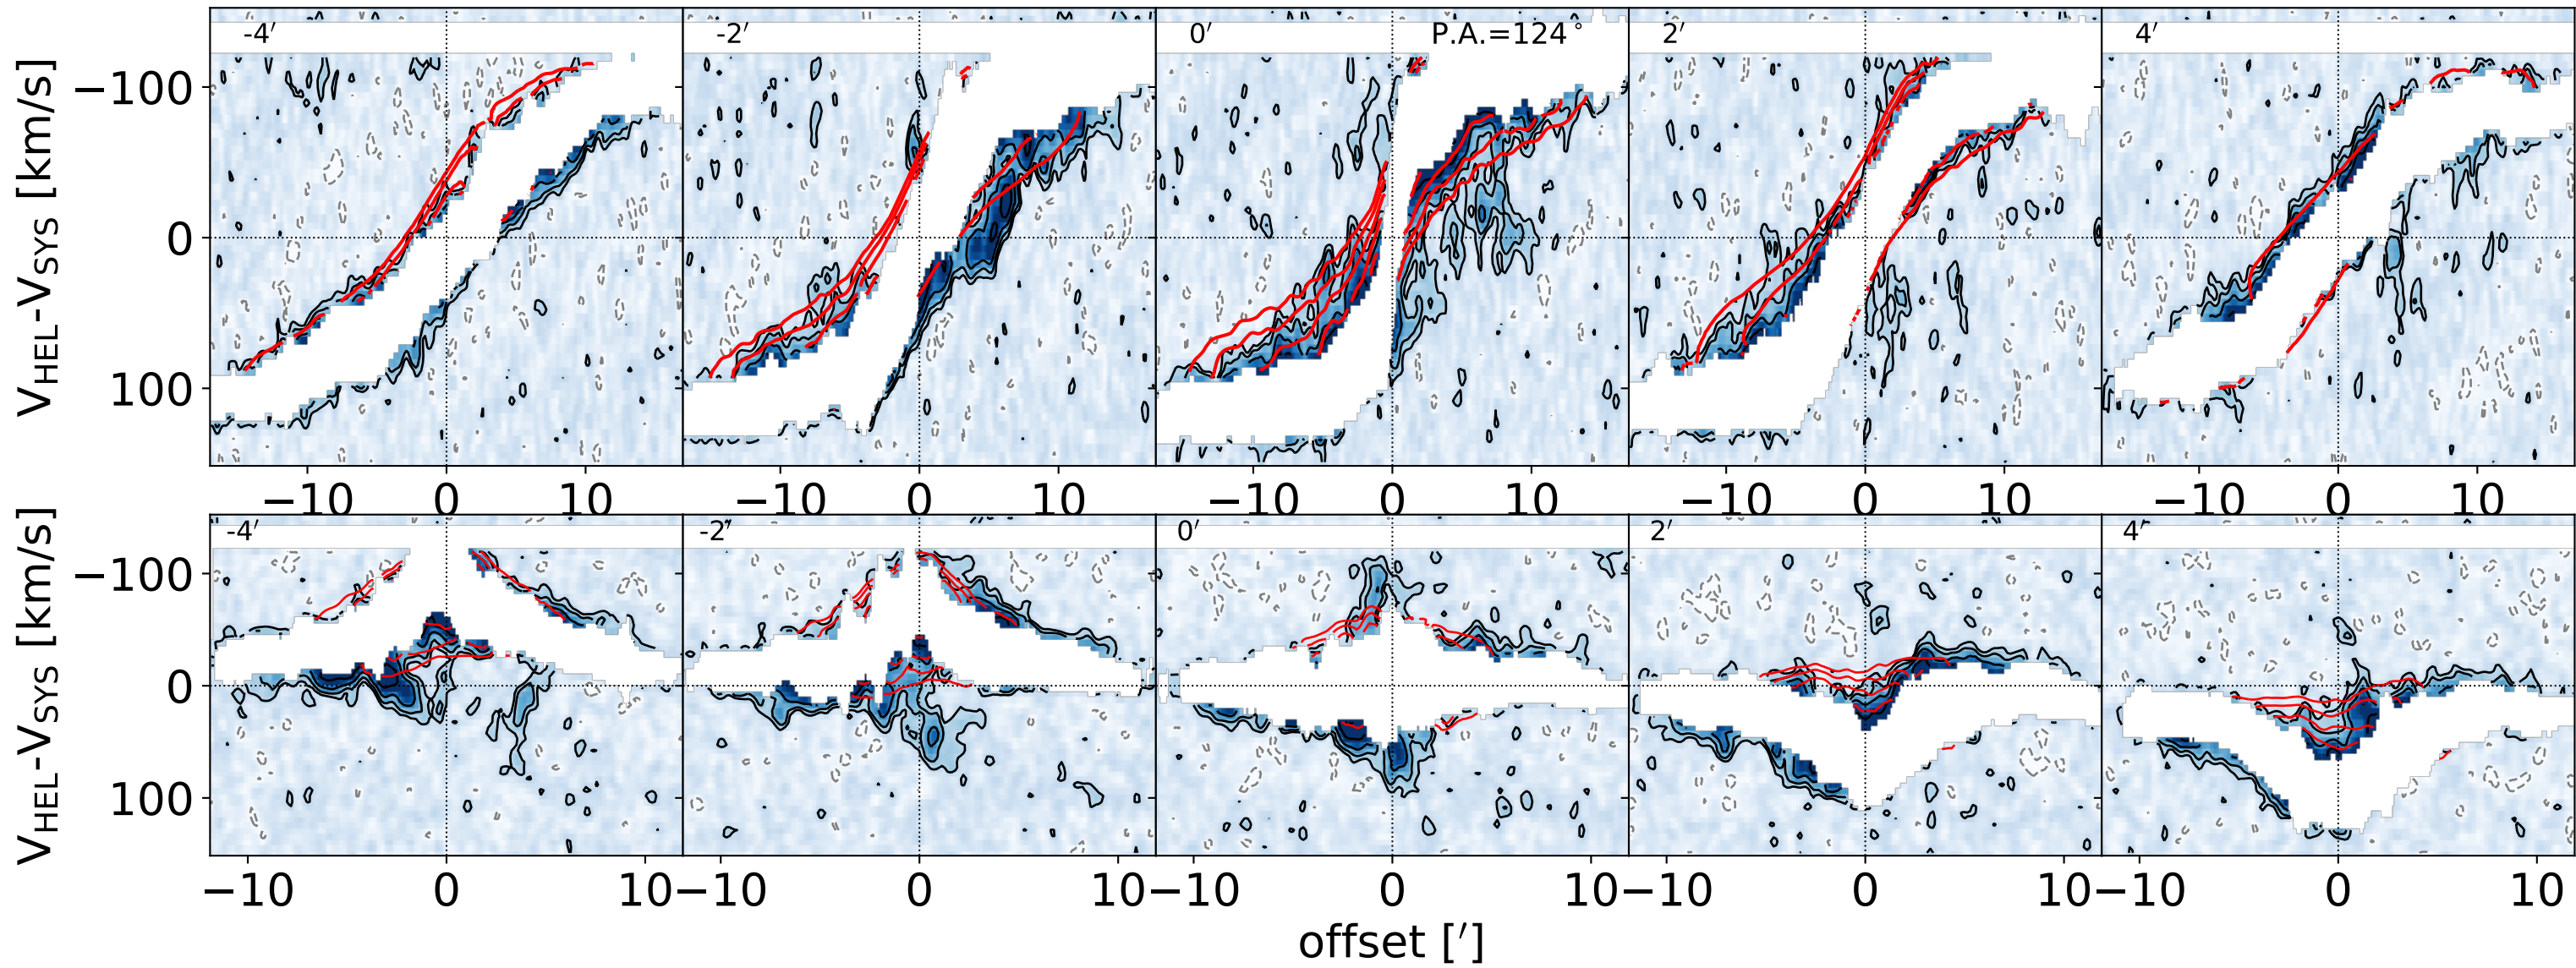 -4′ -2′ 0′ P.A.=124° 2′ 4′
V_HEL-V_SYS [km/s]
−100
0
100
−10 0 10 −10 0 10 −10 0 10 −10 0 10 −10 0 10
-4′ -2′ 0′ 2′ 4′
V_HEL-V_SYS [km/s]
−100
0
100
−10 0 10 −10 0 10 −10 0 10 −10 0 10 −10 0 10
offset [′]